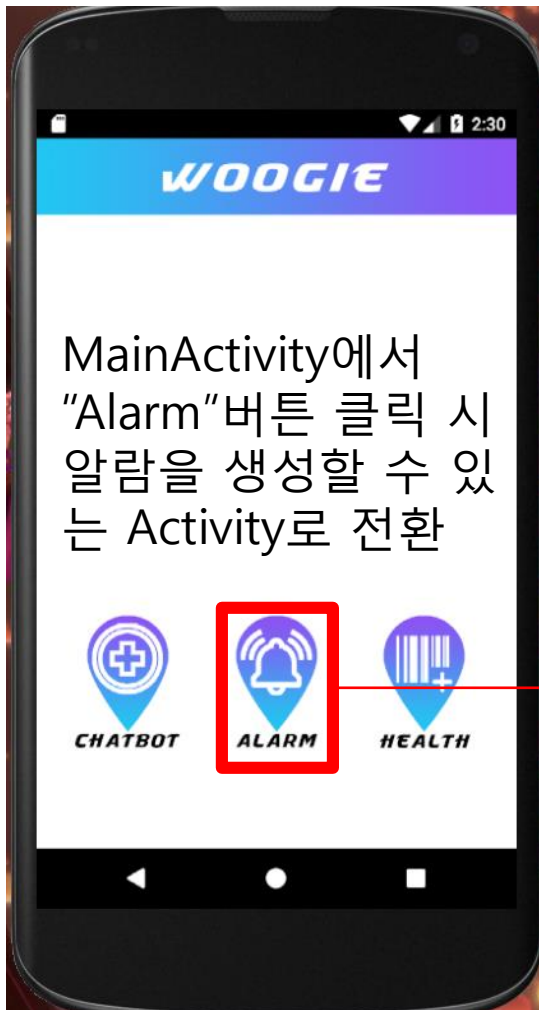 2:30
WOOGIE
MainActivity에서
"Alarm"버튼 클릭 시
알람을 생성할 수 있
는 Activity로 전환
CHATBOT ALARM HEALTH